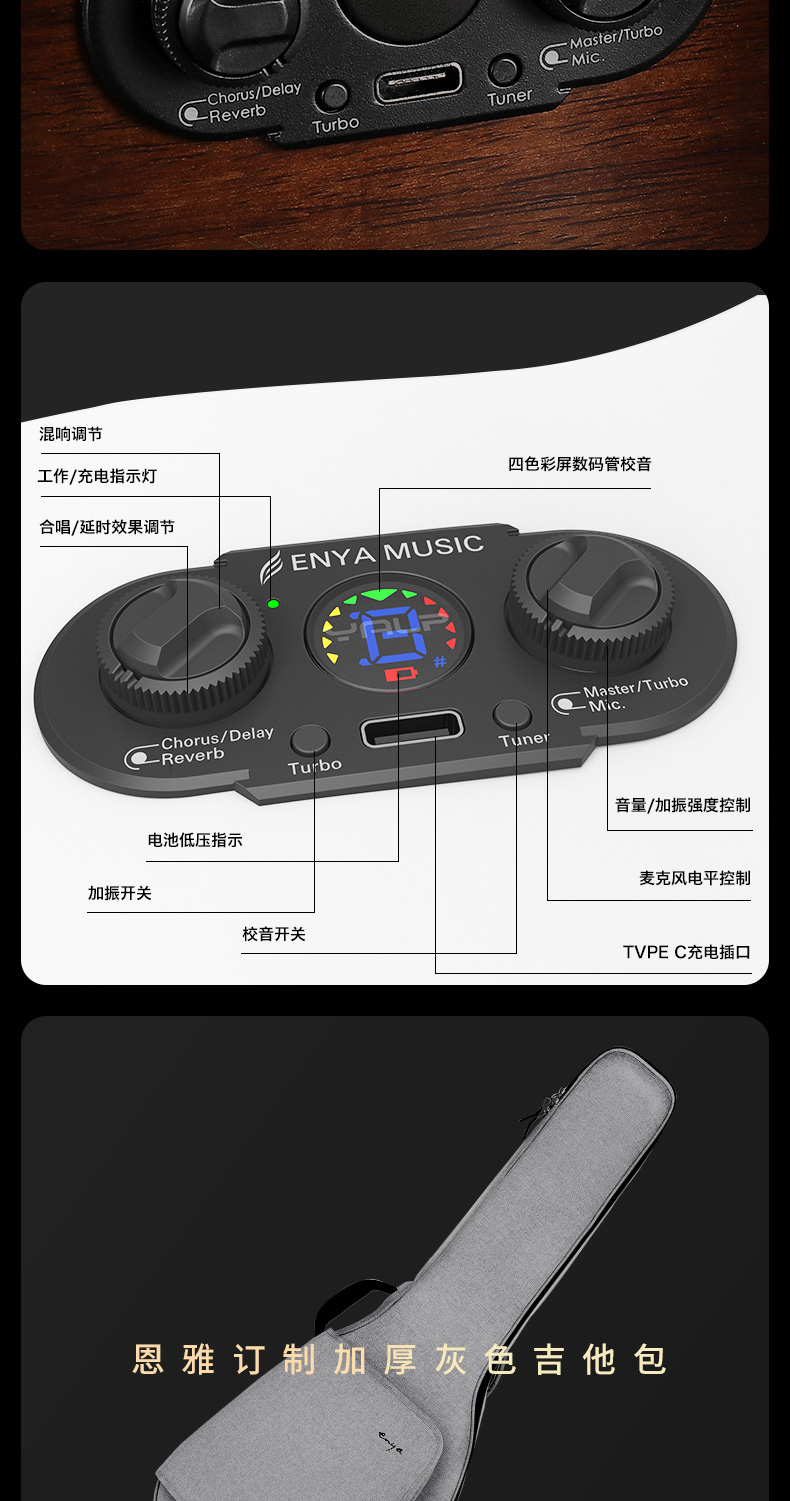 Chorus/Delay
Reverb
Turbo
Tuner
Master/Turbo
Mic.
混响调节
工作/充电指示灯
合唱/延时效果调节
四色彩屏数码管校音
ENYA MUSIC
#
Chorus/Delay
Reverb
Turbo
Tuner
Master/Turbo
Mic.
音量/加振强度控制
电池低压指示
麦克风电平控制
加振开关
校音开关
TVPE C充电插口
恩雅订制加厚灰色吉他包
enya